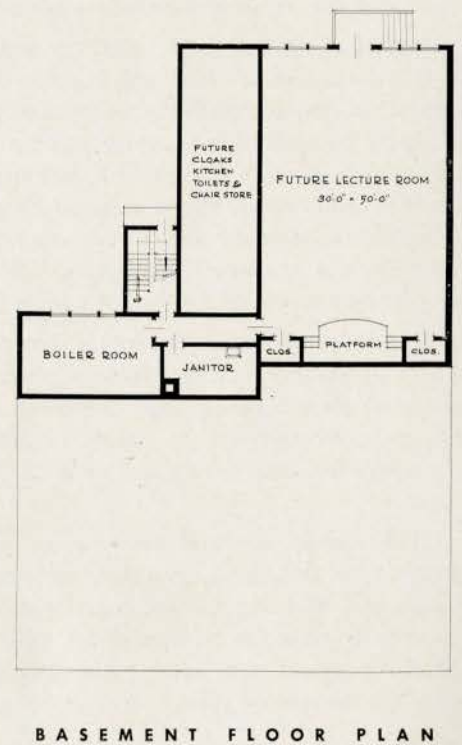 FUTURE
CLOAKS
KITCHEN
TOILETS &
CHAIR STORE
FUTURE LECTURE ROOM
30'-0" × 50'-0"
BOILER ROOM
JANITOR
CLOS.
PLATFORM
CLOS.
BASEMENT FLOOR PLAN